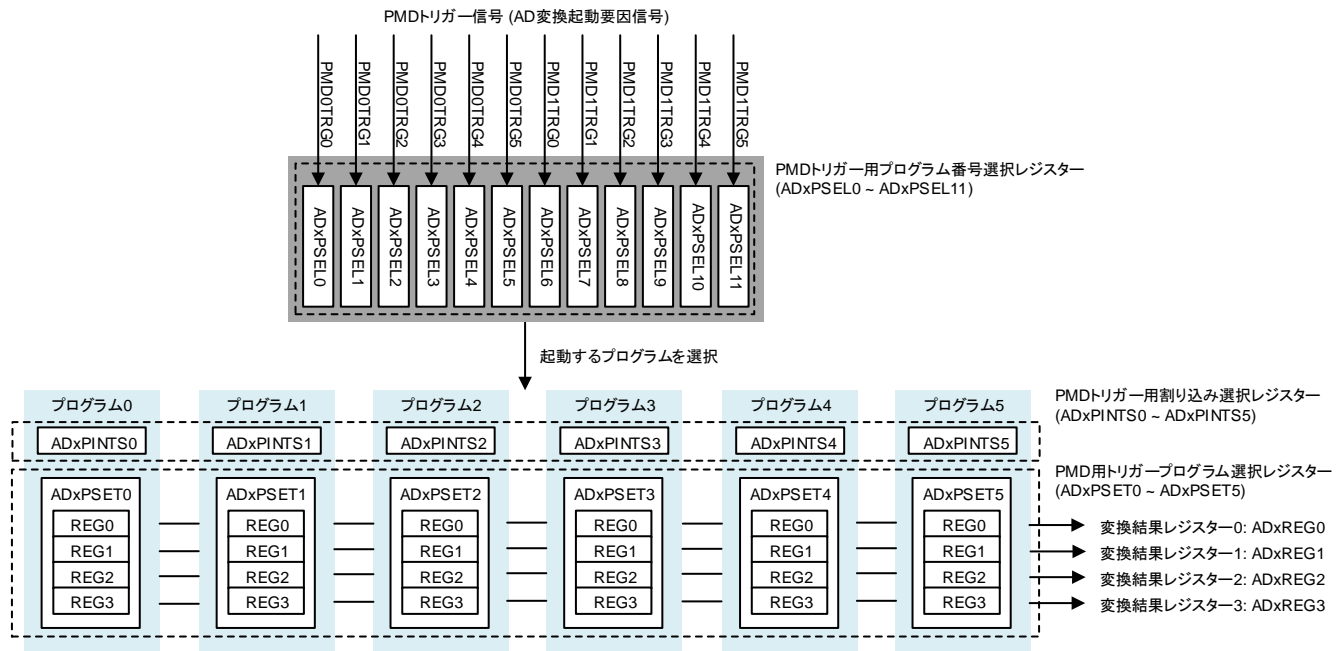 PMDトリガー信号 (AD変換起動要因信号)
PMD0TRG0
PMD0TRG1
PMD0TRG2
PMD0TRG3
PMD0TRG4
PMD0TRG5
PMD1TRG0
PMD1TRG1
PMD1TRG2
PMD1TRG3
PMD1TRG4
PMD1TRG5
PMDトリガー用プログラム番号選択レジスター
(ADxPSEL0 ~ ADxPSEL11)
ADxPSEL0
ADxPSEL1
ADxPSEL2
ADxPSEL3
ADxPSEL4
ADxPSEL5
ADxPSEL6
ADxPSEL7
ADxPSEL8
ADxPSEL9
ADxPSEL10
ADxPSEL11
起動するプログラムを選択
プログラム0 プログラム1 プログラム2 プログラム3 プログラム4 プログラム5
PMDトリガー用割り込み選択レジスター
(ADxPINTS0 ~ ADxPINTS5)
ADxPINTS0 ADxPINTS1 ADxPINTS2 ADxPINTS3 ADxPINTS4 ADxPINTS5
PMD用トリガープログラム選択レジスター
(ADxPSET0 ~ ADxPSET5)
ADxPSET0 ADxPSET1 ADxPSET2 ADxPSET3 ADxPSET4 ADxPSET5
REG0 REG0 REG0 REG0 REG0 REG0 変換結果レジスター0: ADxREG0
REG1 REG1 REG1 REG1 REG1 REG1 変換結果レジスター1: ADxREG1
REG2 REG2 REG2 REG2 REG2 REG2 変換結果レジスター2: ADxREG2
REG3 REG3 REG3 REG3 REG3 REG3 変換結果レジスター3: ADxREG3